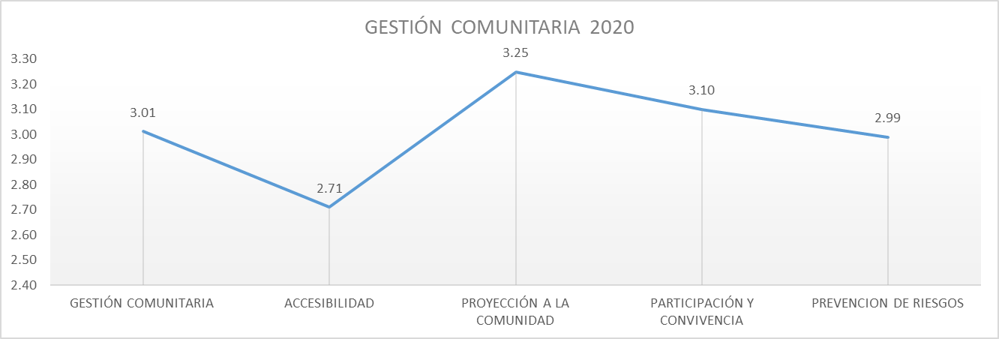 GESTIÓN COMUNITARIA 2020
3.30
3.20
3.10
3.00
2.90
2.80
2.70
2.60
2.50
2.40
3.01
2.71
3.25
3.10
2.99
GESTIÓN COMUNITARIA
ACCESIBILIDAD
PROYECCIÓN A LA
COMUNIDAD
PARTICIPACIÓN Y
CONVIVENCIA
PREVENCION DE RIESGOS